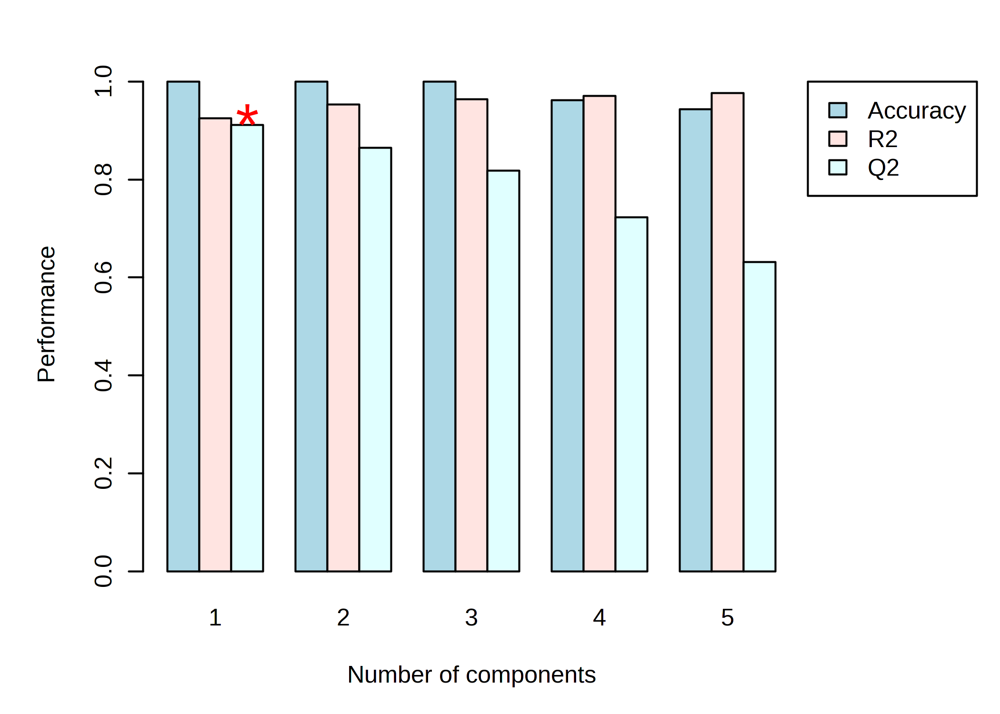 Performance
1.0
0.8
0.6
0.4
0.2
0.0
*
1 2 3 4 5
Number of components
Accuracy
R2
Q2